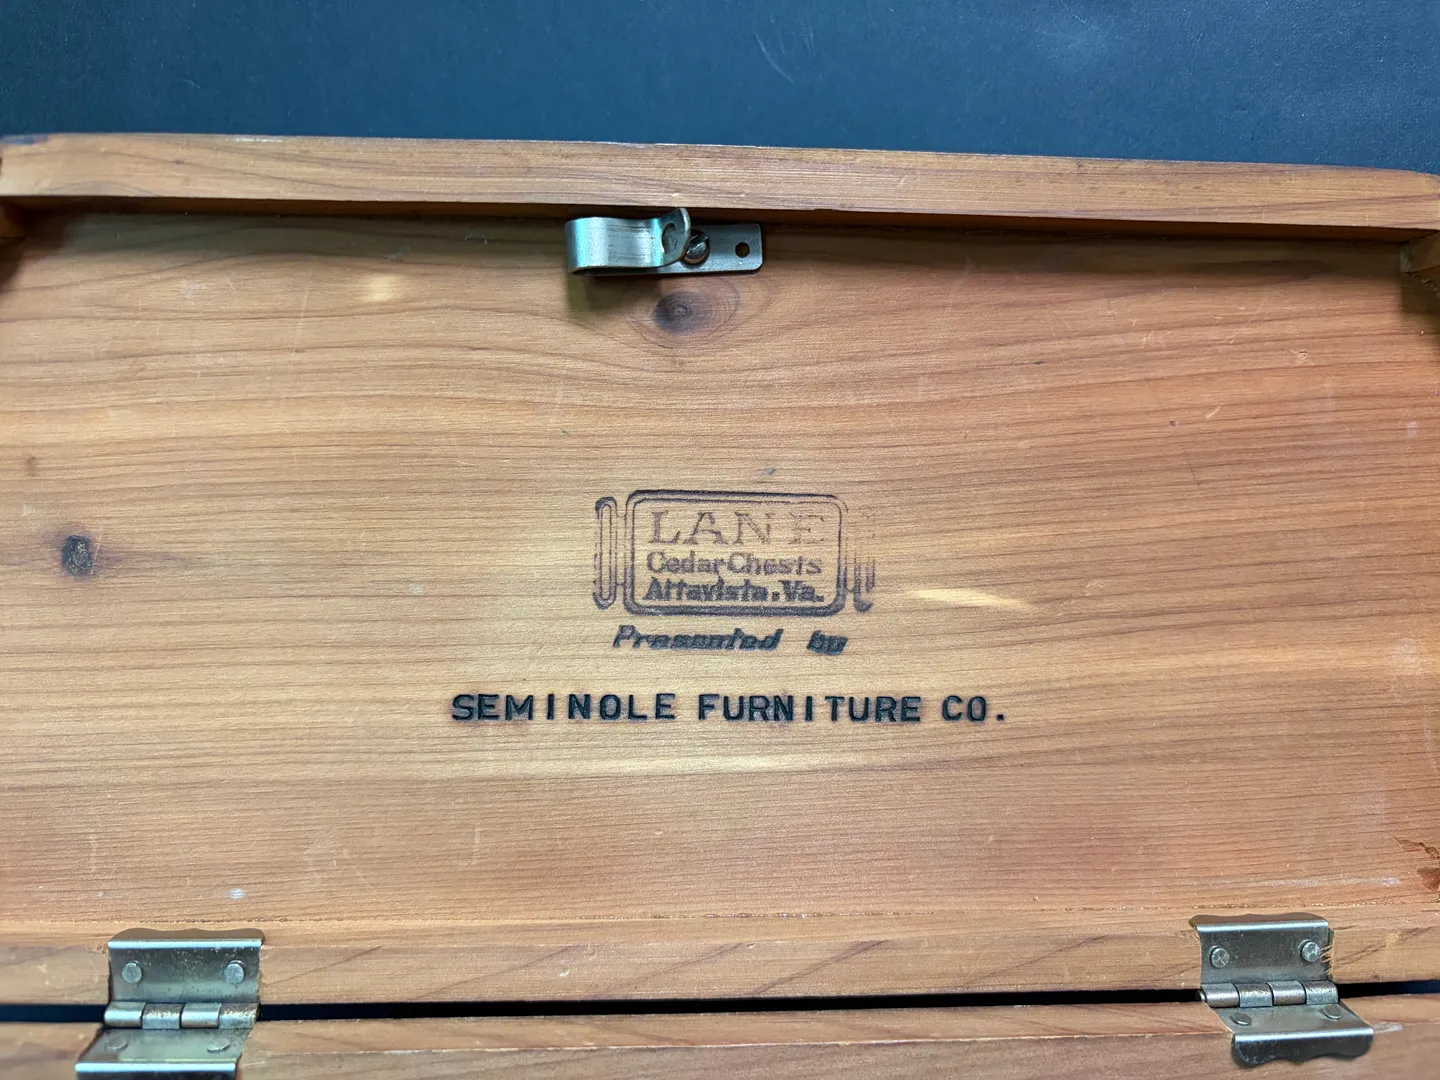 LANE
Cedar Chests
Altavista.Va.
Presented by
SEMINOLE FURNITURE CO.